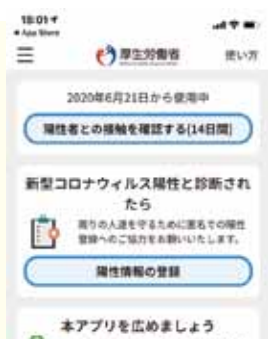 18:01
App Store
厚生労働省
使い方
2020年6月21日から使用中
陽性者との接触を確認する(14日間)
新型コロナウィルス陽性と診断され
たら
周りの人達を守るために匿名での陽性
登録へのご協力をお願いいたします。
陽性情報の登録
本アプリを広めましょう